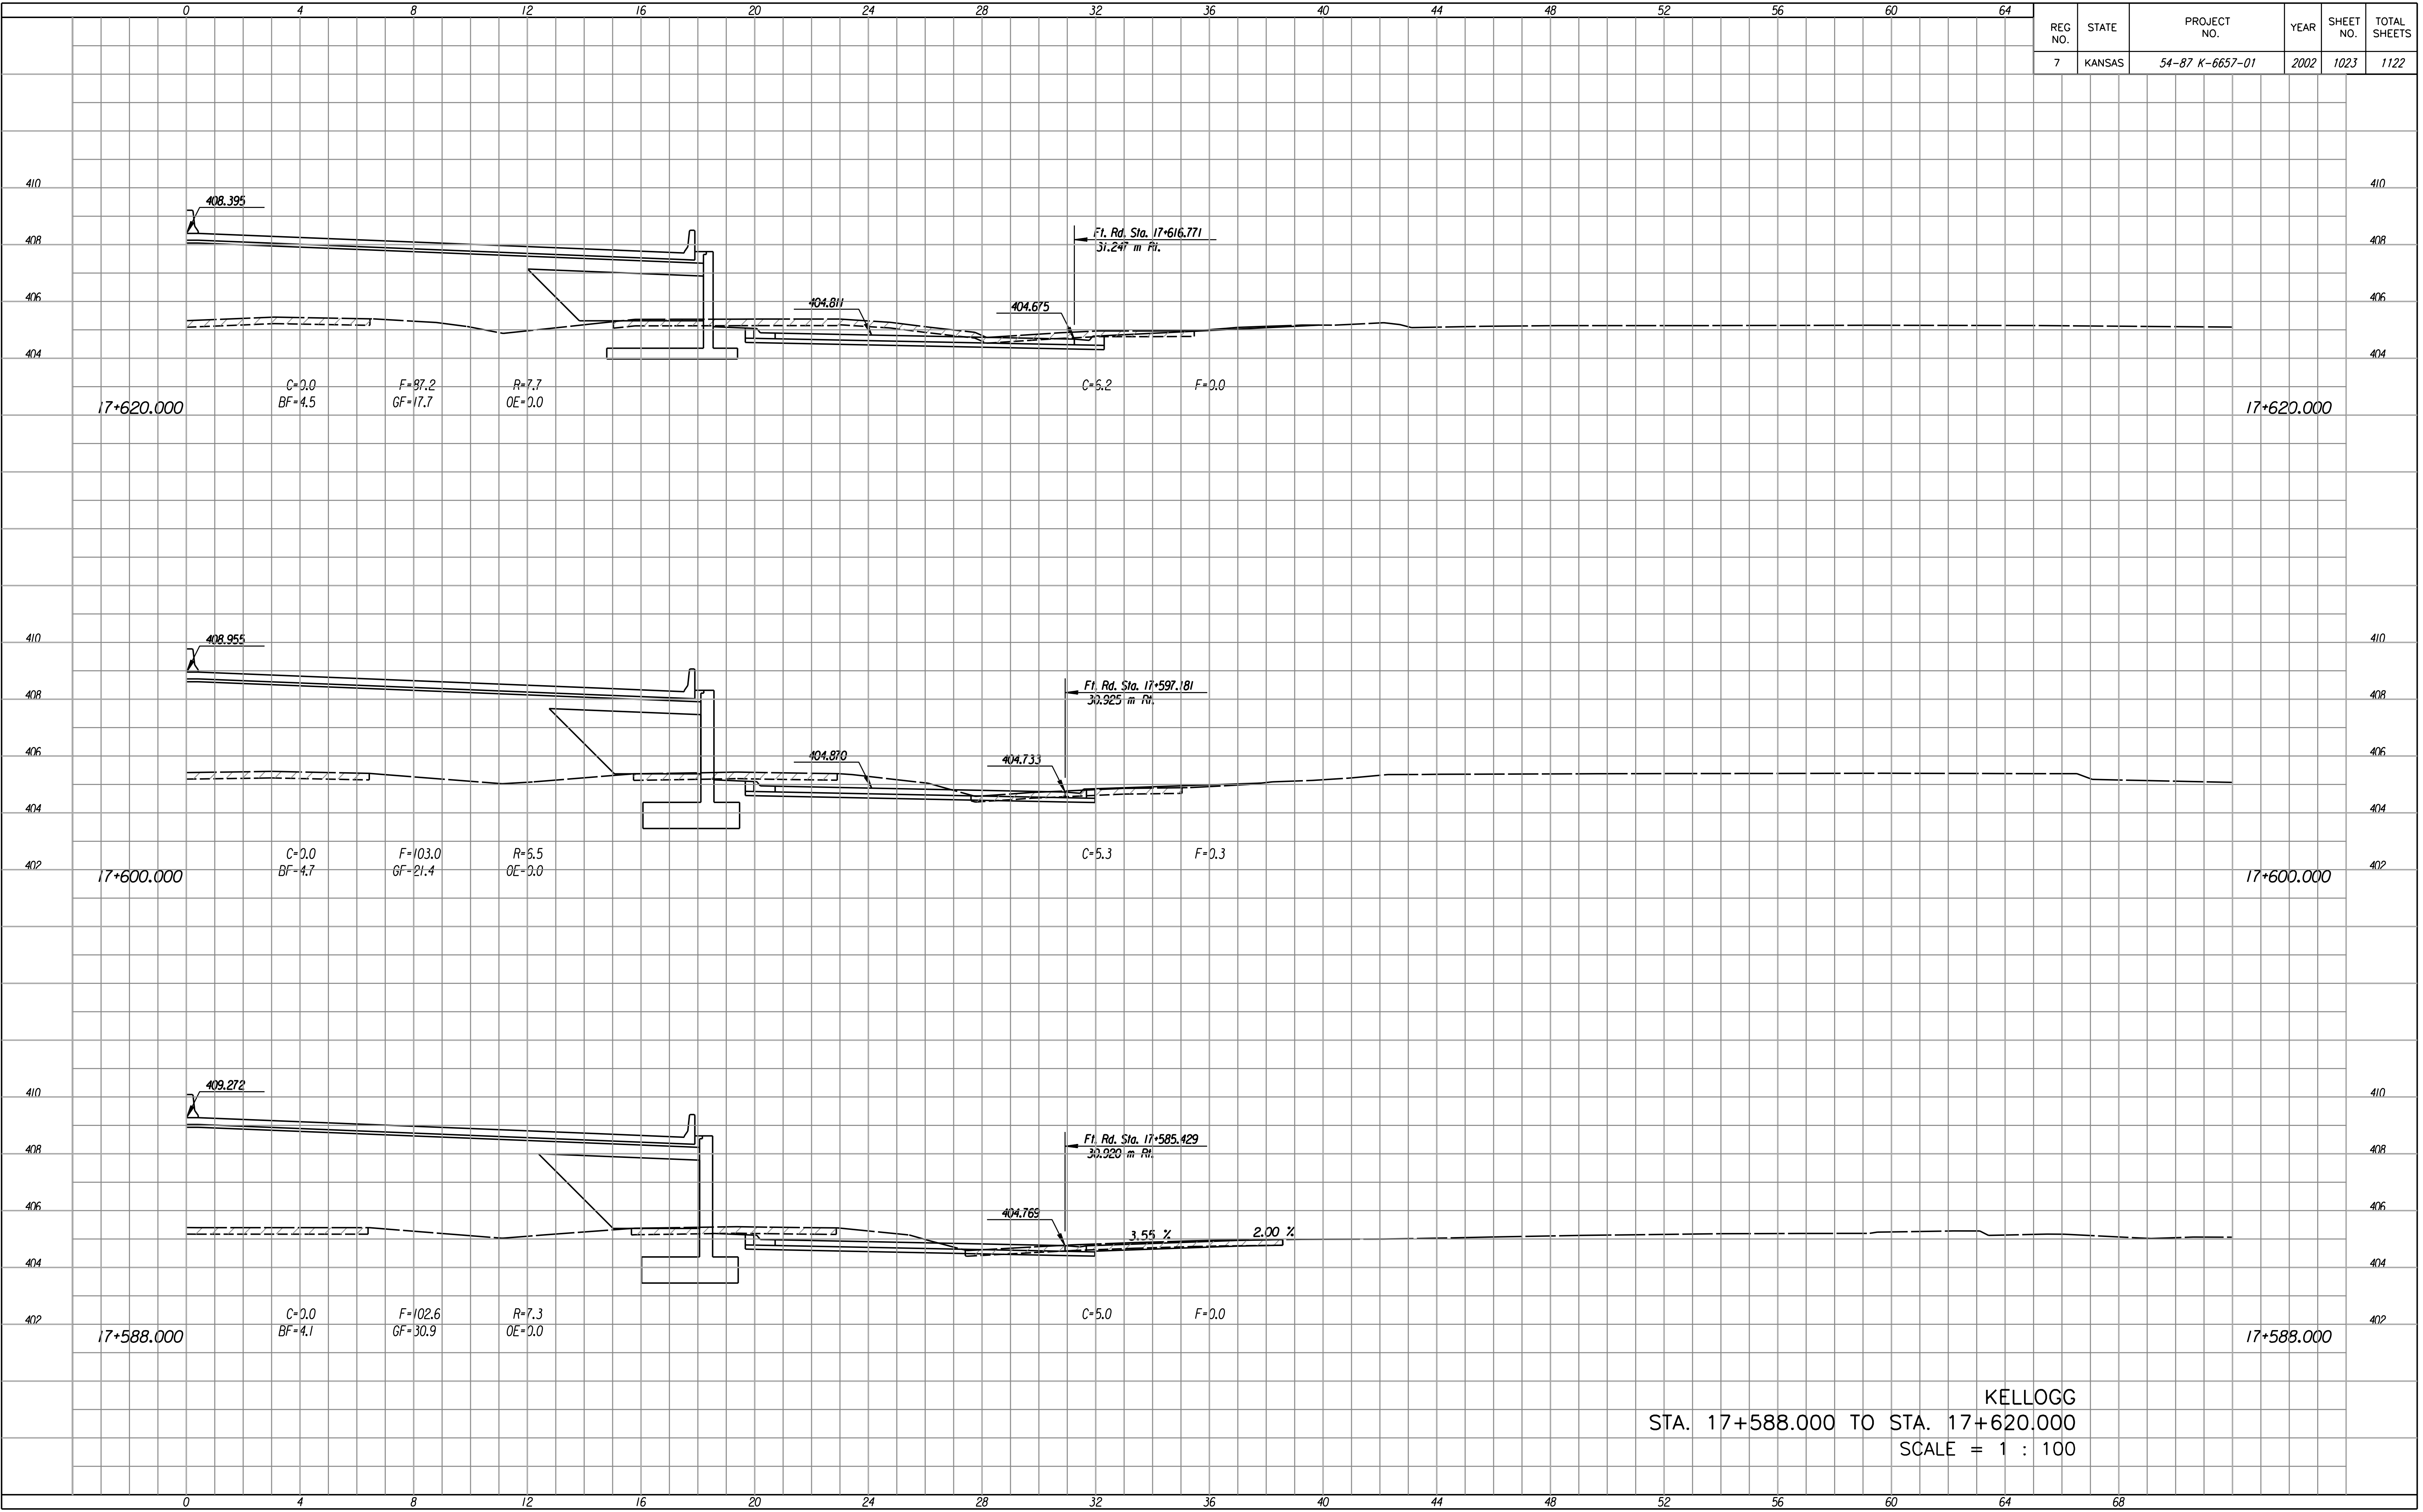 0 4 8 12 16 20 24 28 32 36 40 44 48 52 56 60 64
REG NO. STATE PROJECT NO. YEAR SHEET NO. TOTAL SHEETS
7 KANSAS 54-87 K-6657-01 2002 1023 1122
410 410
408.395
408 408
Ft. Rd. Sta. 17+616.771
31.247 m Rt.
406 406
404.811 404.675
404 404
C=0.0 F=87.2 R=7.7 C=6.2 F=0.0
BF=4.5 GF=17.7 OE=0.0
17+620.000 17+620.000
410 410
408.955
408 408
Ft. Rd. Sta. 17+597.181
30.925 m Rt.
406 406
404.870 404.733
404 404
C=0.0 F=103.0 R=6.5 C=5.3 F=0.3
402 402
BF=4.7 GF=21.4 OE=0.0
17+600.000 17+600.000
410 410
409.272
408 408
Ft. Rd. Sta. 17+585.429
30.920 m Rt.
406 406
404.769 3.55 % 2.00 %
404 404
C=0.0 F=102.6 R=7.3 C=5.0 F=0.0
402 402
BF=4.1 GF=30.9 OE=0.0
17+588.000 17+588.000
KELLOGG
STA. 17+588.000 TO STA. 17+620.000
SCALE = 1 : 100
0 4 8 12 16 20 24 28 32 36 40 44 48 52 56 60 64 68